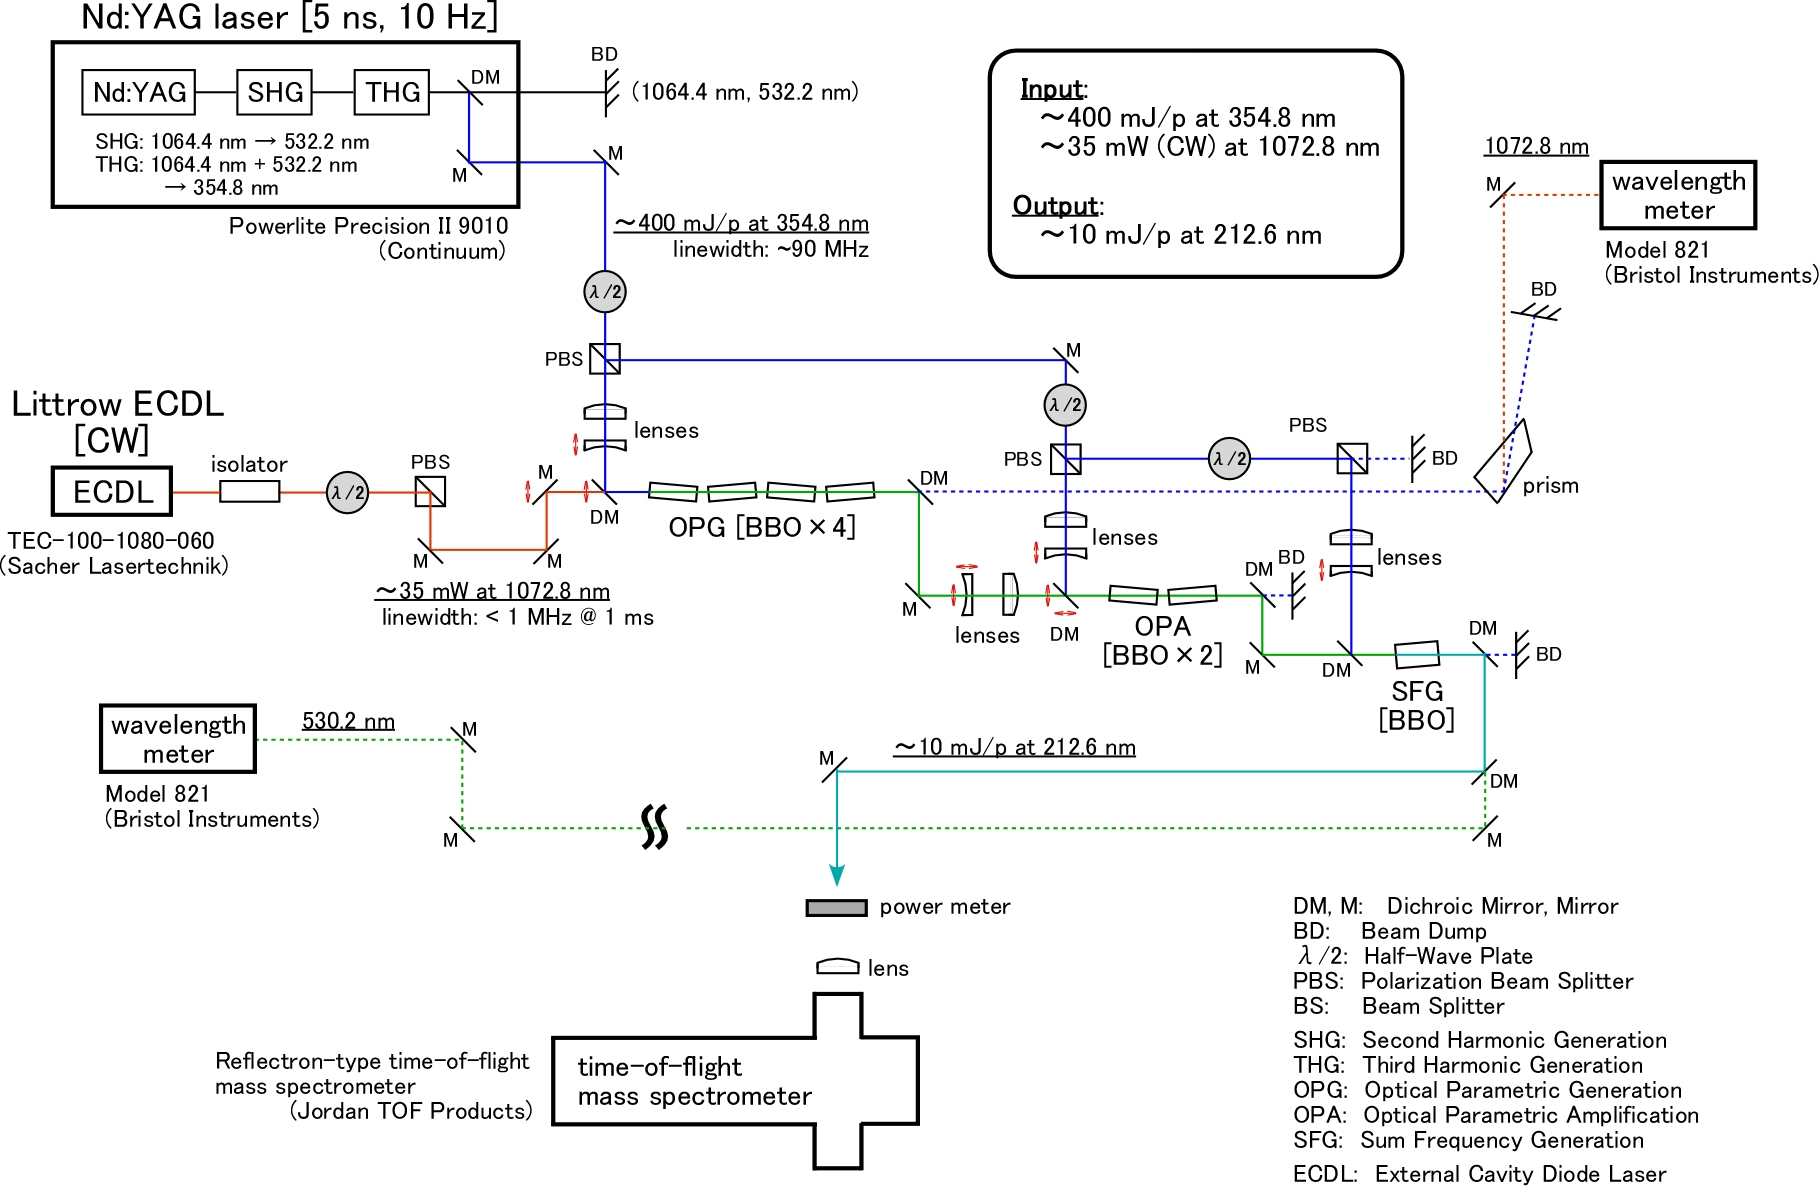 Nd:YAG laser [5 ns, 10 Hz]
Nd:YAG
SHG
THG
DM
BD
(1064.4 nm, 532.2 nm)
SHG: 1064.4 nm → 532.2 nm
THG: 1064.4 nm + 532.2 nm
→ 354.8 nm
M
M
Powerlite Precision II 9010
(Continuum)
~400 mJ/p at 354.8 nm
linewidth: ~90 MHz
Input:
~400 mJ/p at 354.8 nm
~35 mW (CW) at 1072.8 nm
Output:
~10 mJ/p at 212.6 nm
1072.8 nm
M
wavelength
meter
Model 821
(Bristol Instruments)
BD
λ/2
PBS
M
λ/2
lenses
Littrow ECDL
[CW]
ECDL
isolator
λ/2
PBS
M
DM
M
M
TEC-100-1080-060
(Sacher Lasertechnik)
~35 mW at 1072.8 nm
linewidth: < 1 MHz @ 1 ms
OPG [BBO × 4]
DM
PBS
λ/2
PBS
BD
prism
lenses
lenses
M
lenses
DM
OPA
[BBO × 2]
DM
BD
M
DM
SFG
[BBO]
DM
BD
wavelength
meter
530.2 nm
M
Model 821
(Bristol Instruments)
M
M
~10 mJ/p at 212.6 nm
DM
M
power meter
lens
time-of-flight
mass spectrometer
Reflectron-type time-of-flight
mass spectrometer
(Jordan TOF Products)
DM, M: Dichroic Mirror, Mirror
BD: Beam Dump
λ/2: Half-Wave Plate
PBS: Polarization Beam Splitter
BS: Beam Splitter
SHG: Second Harmonic Generation
THG: Third Harmonic Generation
OPG: Optical Parametric Generation
OPA: Optical Parametric Amplification
SFG: Sum Frequency Generation
ECDL: External Cavity Diode Laser